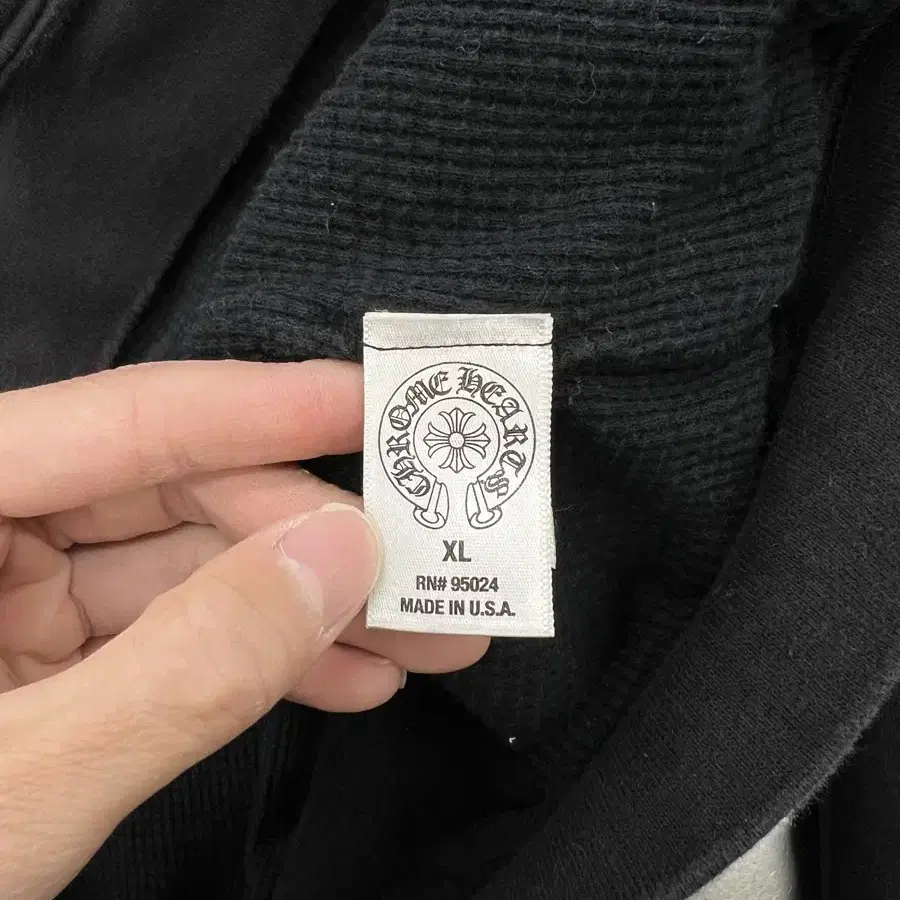 CHROME HEARTS
XL
RN# 95024
MADE IN U.S.A.